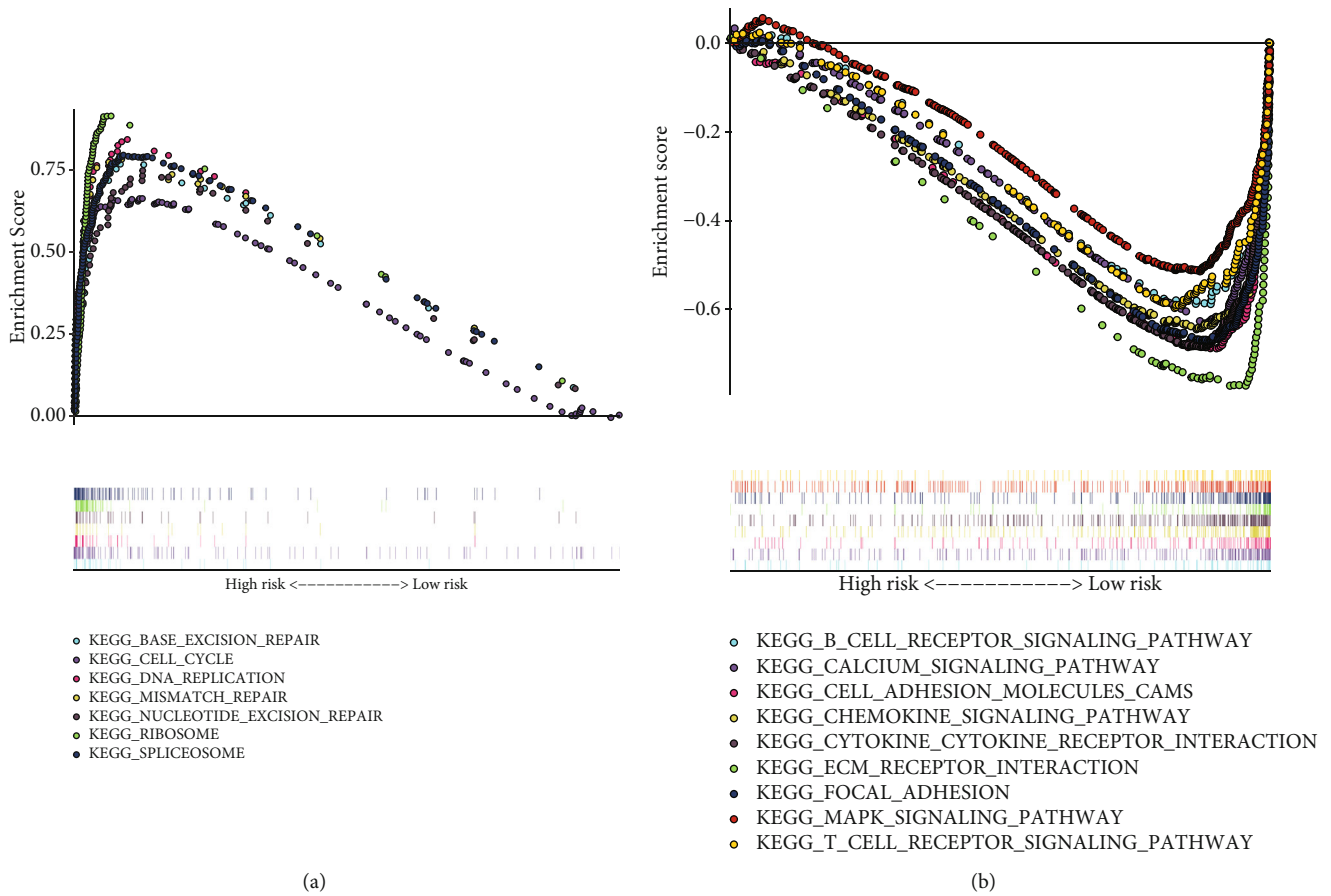 Enrichment Score
0.75
0.50
0.25
0.00
High risk <−−−−−−−−−−−> Low risk
KEGG_BASE_EXCISION_REPAIR
KEGG_CELL_CYCLE
KEGG_DNA_REPLICATION
KEGG_MISMATCH_REPAIR
KEGG_NUCLEOTIDE_EXCISION_REPAIR
KEGG_RIBOSOME
KEGG_SPLICEOSOME
(a)
Enrichment score
0.0
−0.2
−0.4
−0.6
High risk <−−−−−−−−−−−> Low risk
KEGG_B_CELL_RECEPTOR_SIGNALING_PATHWAY
KEGG_CALCIUM_SIGNALING_PATHWAY
KEGG_CELL_ADHESION_MOLECULES_CAMS
KEGG_CHEMOKINE_SIGNALING_PATHWAY
KEGG_CYTOKINE_CYTOKINE_RECEPTOR_INTERACTION
KEGG_ECM_RECEPTOR_INTERACTION
KEGG_FOCAL_ADHESION
KEGG_MAPK_SIGNALING_PATHWAY
KEGG_T_CELL_RECEPTOR_SIGNALING_PATHWAY
(b)